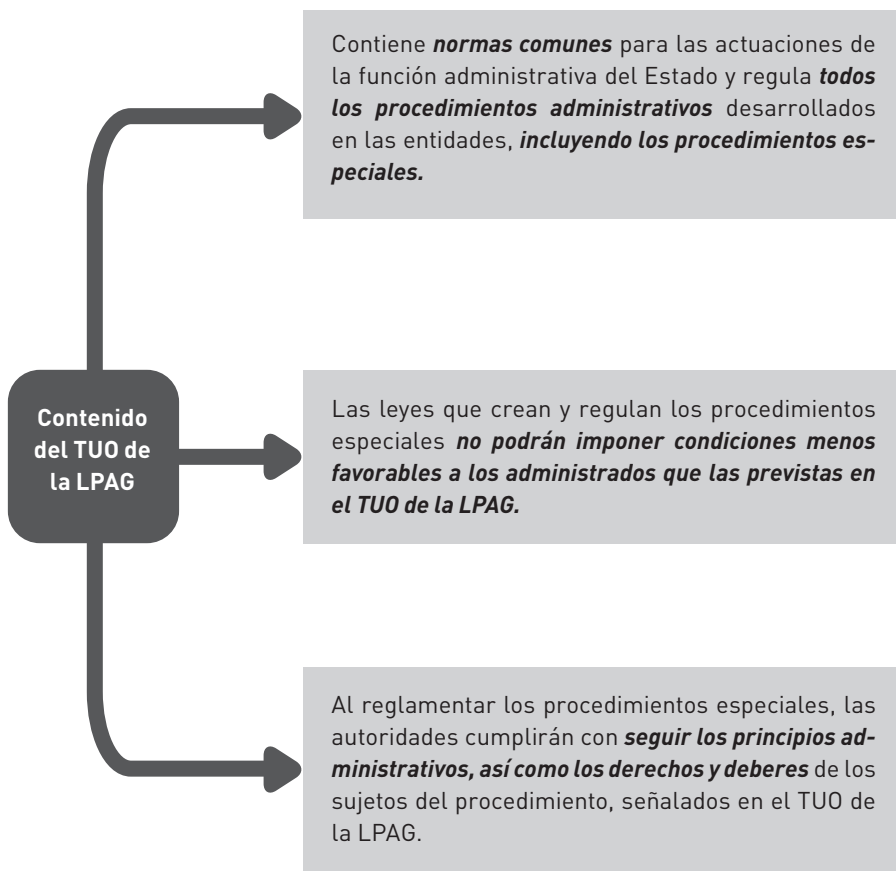 Contiene normas comunes para las actuaciones de
la función administrativa del Estado y regula todos
los procedimientos administrativos desarrollados
en las entidades, incluyendo los procedimientos es-
peciales.
Contenido
del TUO de
la LPAG
Las leyes que crean y regulan los procedimientos
especiales no podrán imponer condiciones menos
favorables a los administrados que las previstas en
el TUO de la LPAG.
Al reglamentar los procedimientos especiales, las
autoridades cumplirán con seguir los principios ad-
ministrativos, así como los derechos y deberes de los
sujetos del procedimiento, señalados en el TUO de
la LPAG.